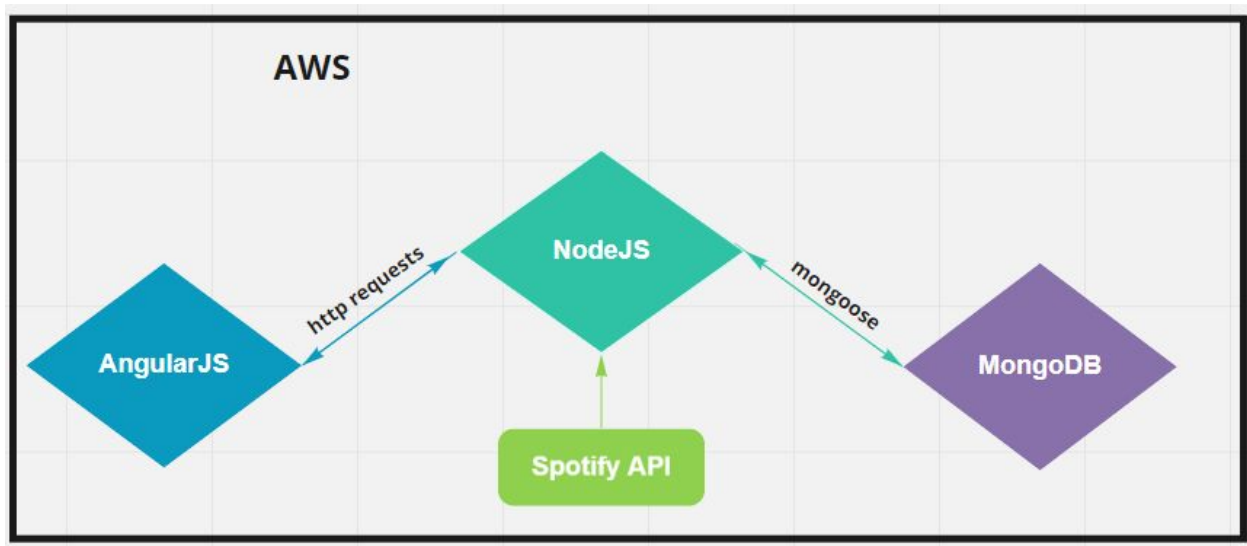 AWS
NodeJS
http requests
mongoose
AngularJS
MongoDB
Spotify API